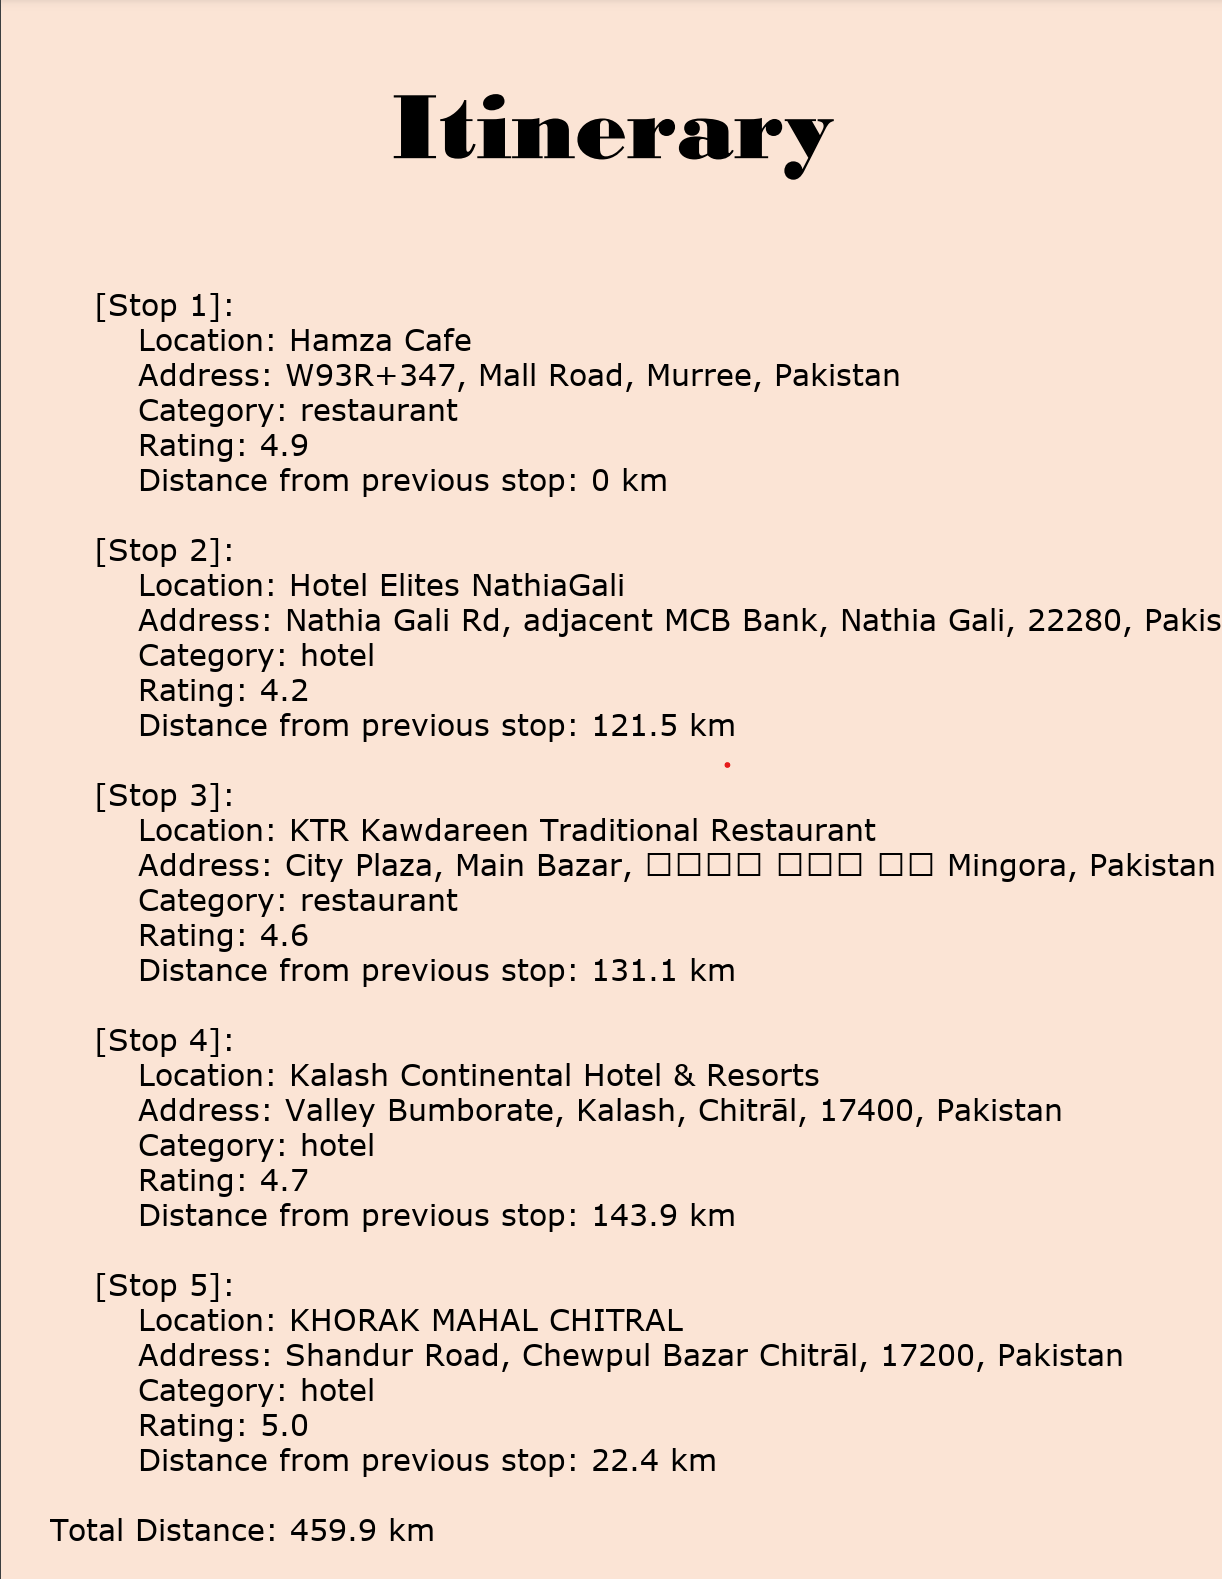 Itinerary
[Stop 1]:
Location: Hamza Cafe
Address: W93R+347, Mall Road, Murree, Pakistan
Category: restaurant
Rating: 4.9
Distance from previous stop: 0 km
[Stop 2]:
Location: Hotel Elites NathiaGali
Address: Nathia Gali Rd, adjacent MCB Bank, Nathia Gali, 22280, Pakis
Category: hotel
Rating: 4.2
Distance from previous stop: 121.5 km
[Stop 3]:
Location: KTR Kawdareen Traditional Restaurant
Address: City Plaza, Main Bazar, □□□□ □□□ □□ Mingora, Pakistan
Category: restaurant
Rating: 4.6
Distance from previous stop: 131.1 km
[Stop 4]:
Location: Kalash Continental Hotel & Resorts
Address: Valley Bumborate, Kalash, Chitrāl, 17400, Pakistan
Category: hotel
Rating: 4.7
Distance from previous stop: 143.9 km
[Stop 5]:
Location: KHORAK MAHAL CHITRAL
Address: Shandur Road, Chewpul Bazar Chitrāl, 17200, Pakistan
Category: hotel
Rating: 5.0
Distance from previous stop: 22.4 km
Total Distance: 459.9 km